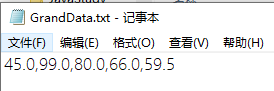 GrandData.txt - 记事本
文件(F) 编辑(E) 格式(O) 查看(V) 帮助(H)
45.0,99.0,80.0,66.0,59.5